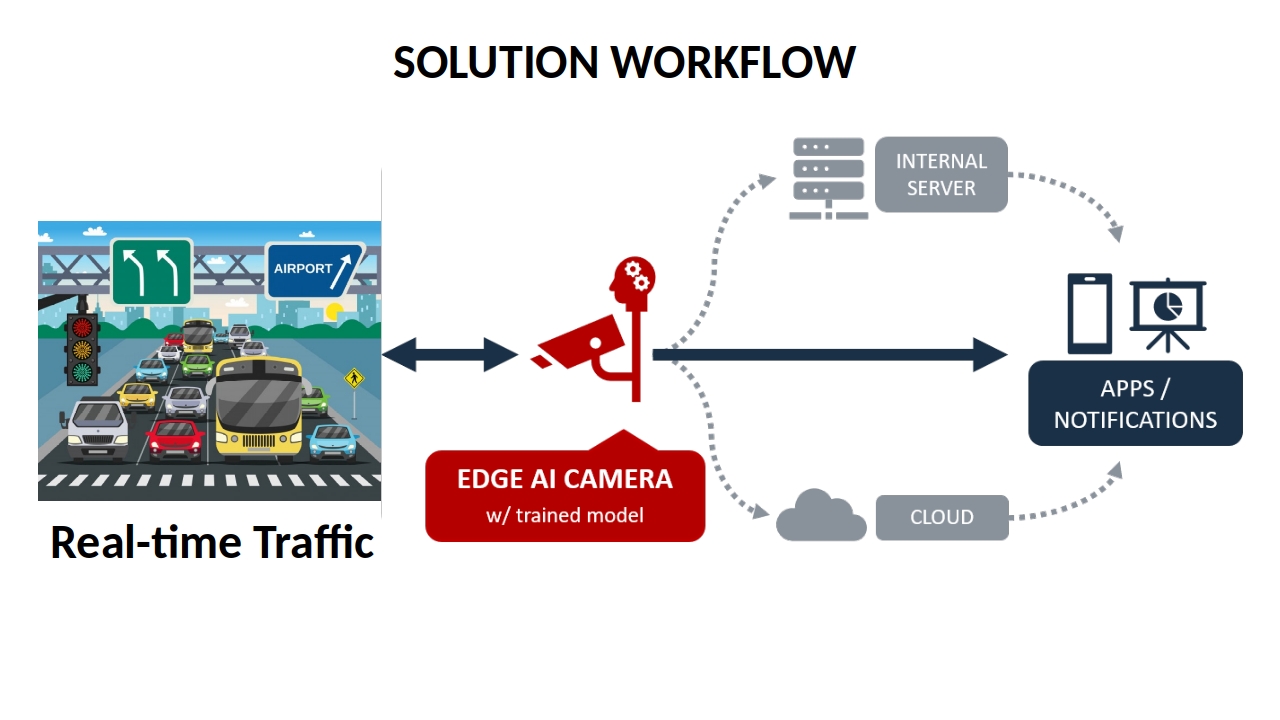 SOLUTION WORKFLOW
INTERNAL
SERVER
AIRPORT
APPS /
NOTIFICATIONS
EDGE AI CAMERA
w/ trained model
CLOUD
Real-time Traffic